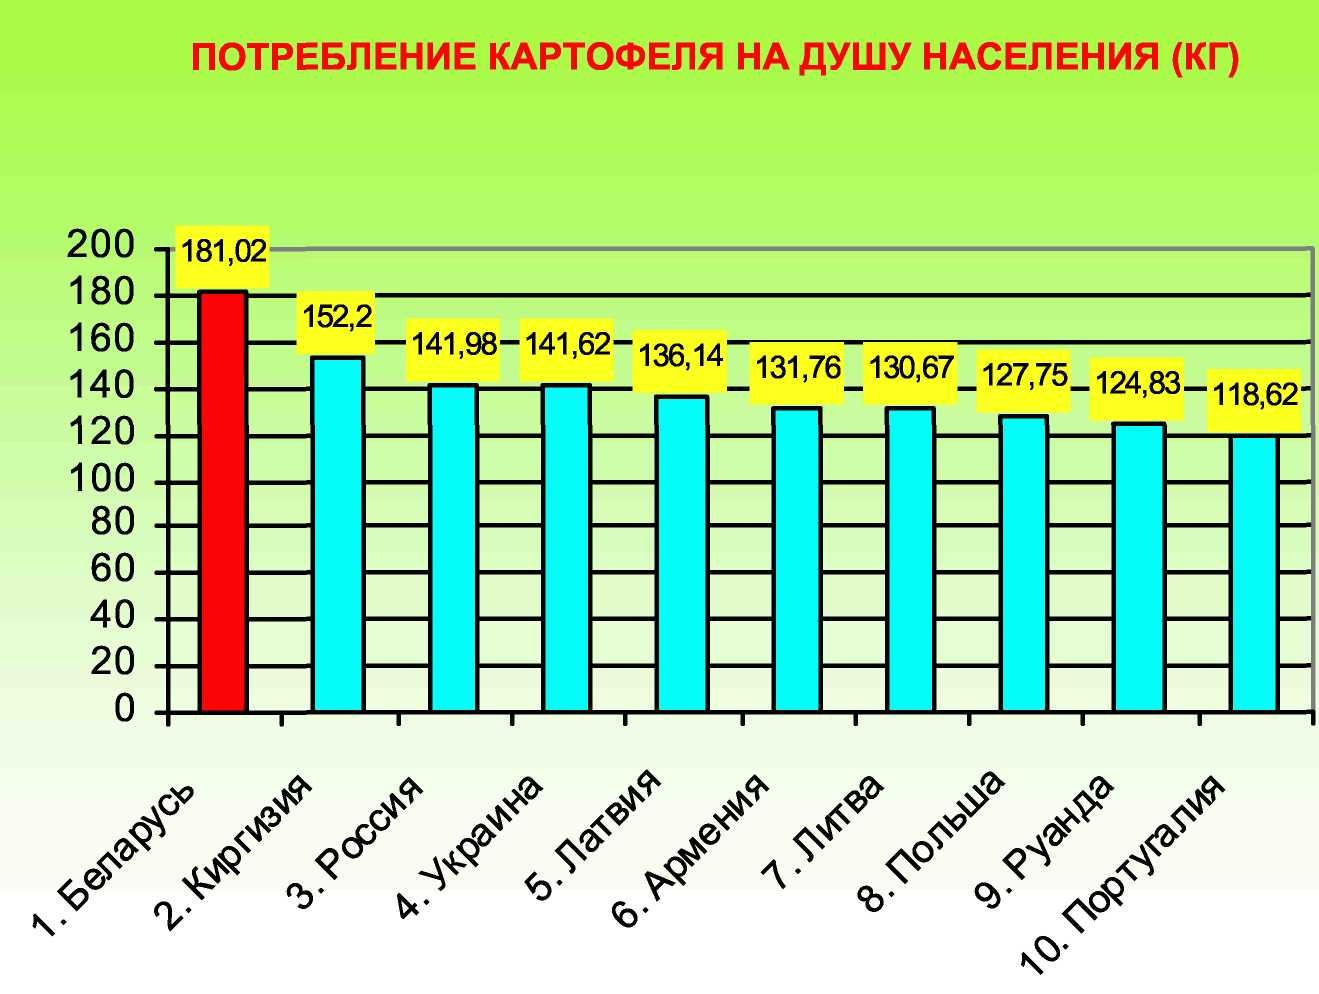 ПОТРЕБЛЕНИЕ КАРТОФЕЛЯ НА ДУШУ НАСЕЛЕНИЯ (КГ)
200
180
160
140
120
100
80
60
40
20
0
181,02
152,2
141,98
141,62
136,14
131,76
130,67
127,75
124,83
118,62
1. Беларусь
2. Киргизия
3. Россия
4. Украина
5. Латвия
6. Армения
7. Литва
8. Польша
9. Руанда
10. Португалия